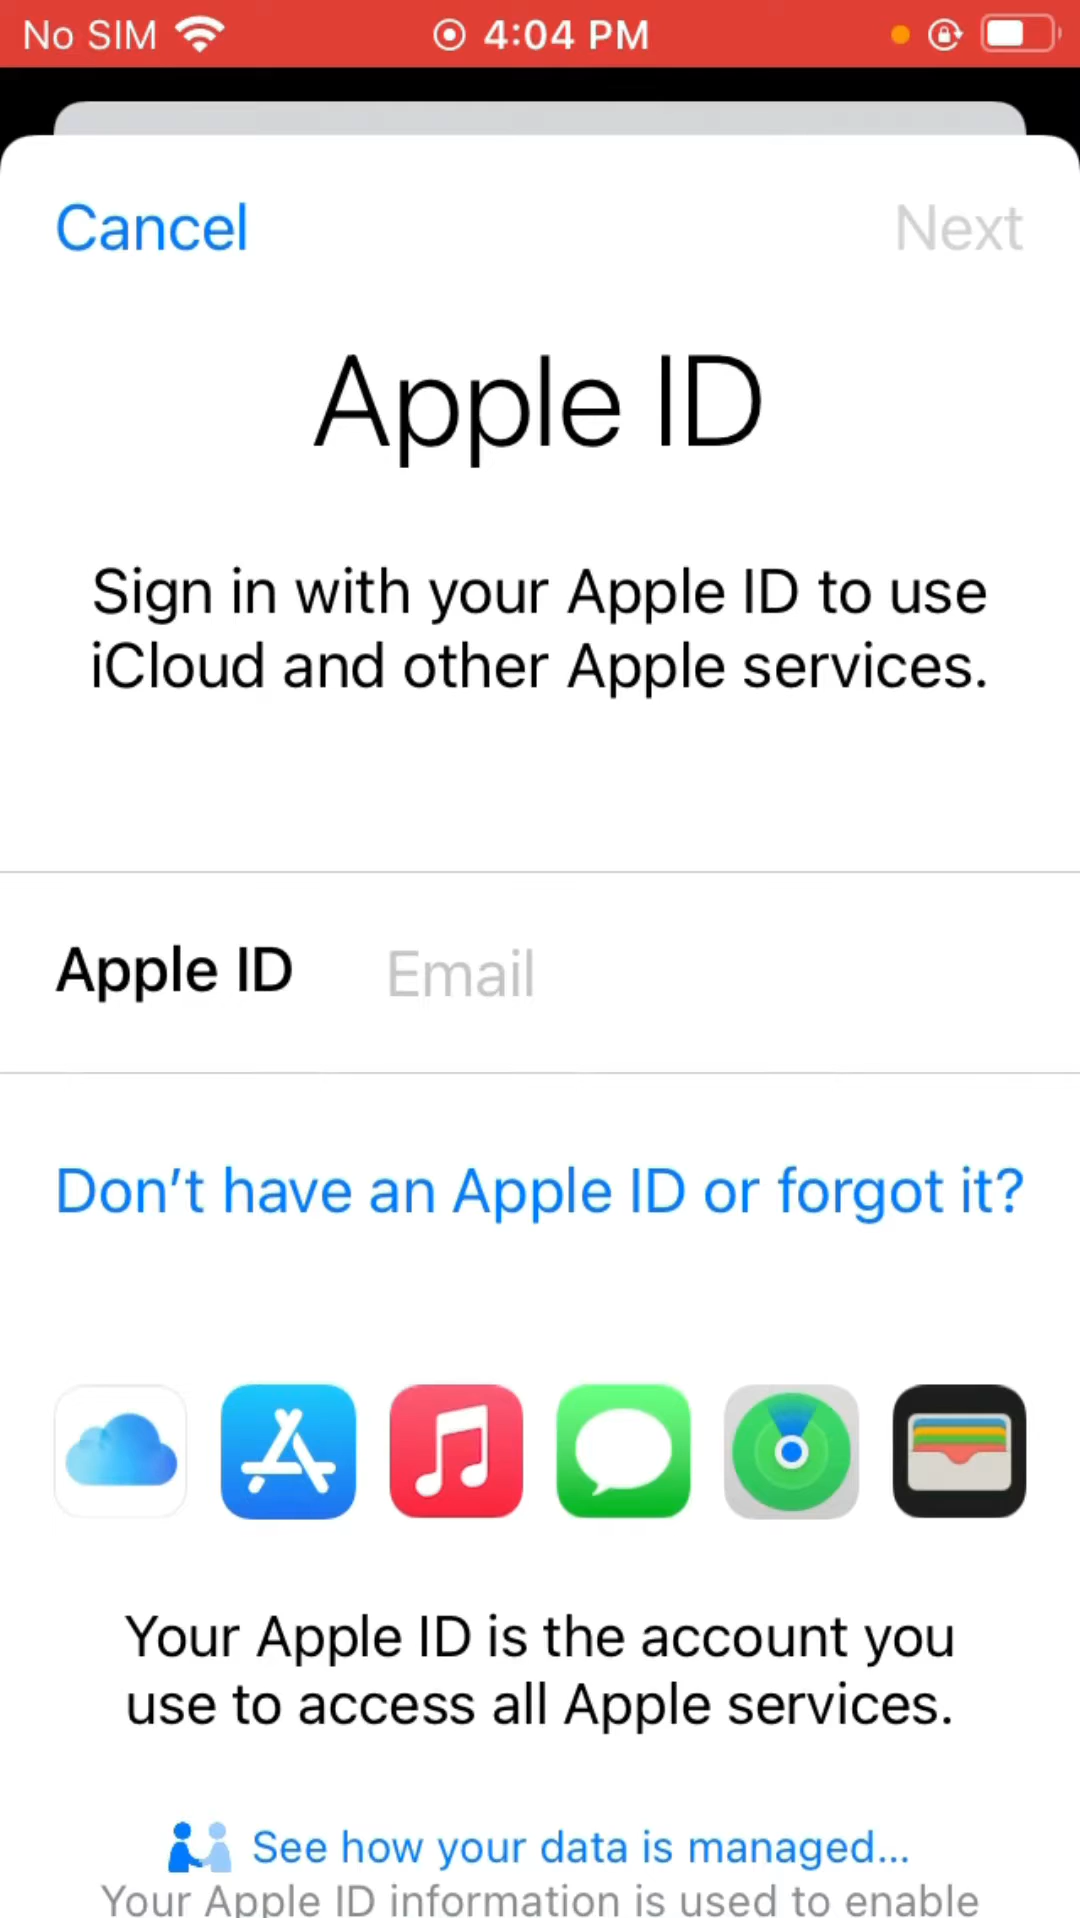 No SIM 4:04 PM
Cancel Next
Apple ID
Sign in with your Apple ID to use
iCloud and other Apple services.
Apple ID Email
Don’t have an Apple ID or forgot it?
Your Apple ID is the account you
use to access all Apple services.
See how your data is managed...
Your Apple ID information is used to enable